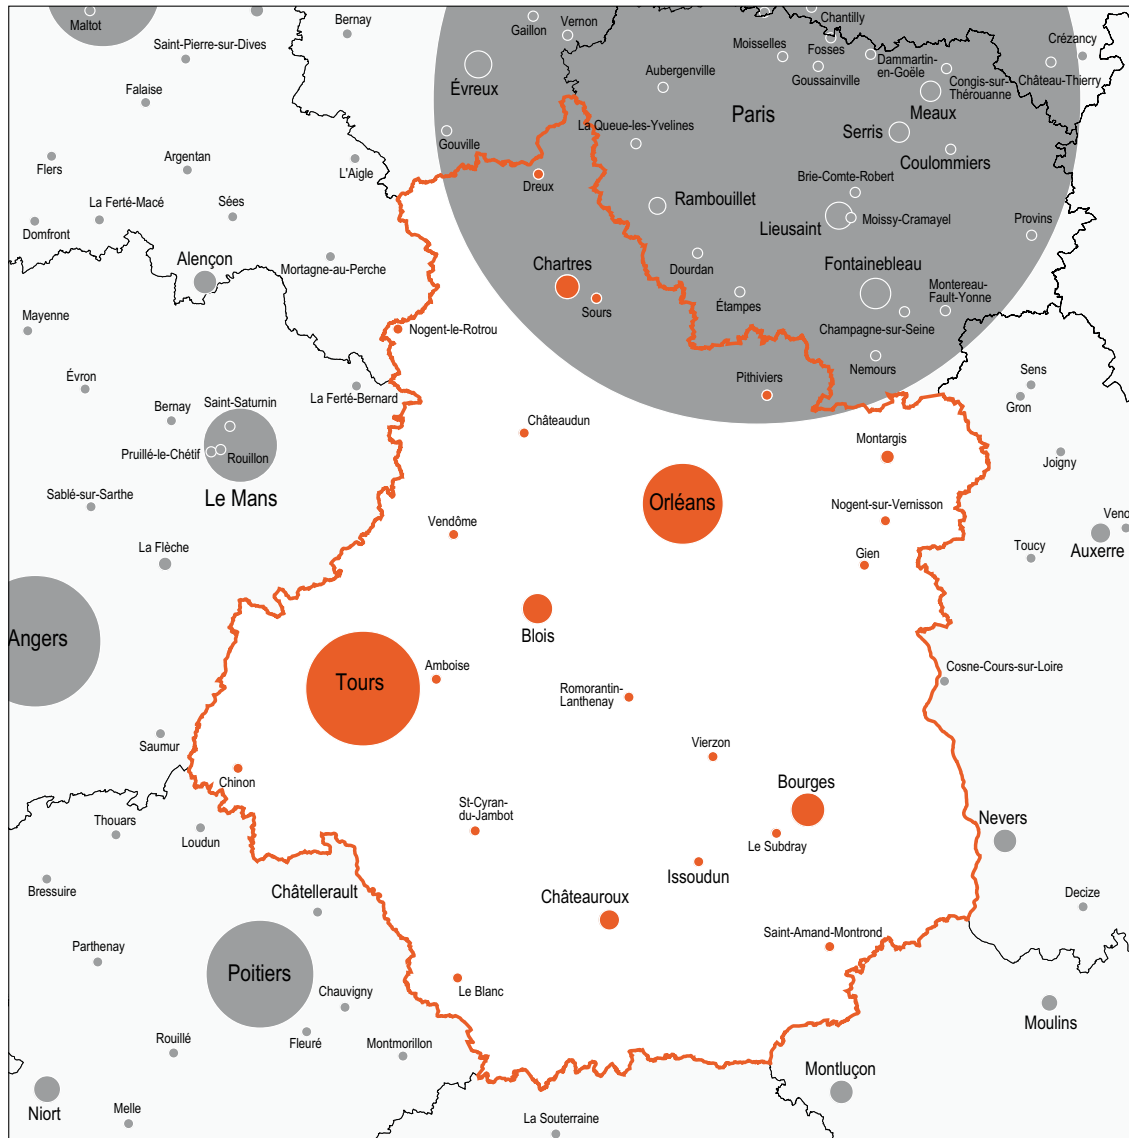 Maltot
Bernay
Gaillon
Vernon
Chantilly
Saint-Pierre-sur-Dives
Moisselles
Fosses
Crézancy
Dammartin-
en-Goële
Évreux
Aubergenville
Goussainville
Congis-sur-
Thérouanne
Château-Thierry
Falaise
Paris
Meaux
La Queue-les-Yvelines
Serris
Gouville
Coulommiers
Flers
Argentan
L'Aigle
Dreux
Brie-Comte-Robert
La Ferté-Macé
Sées
Rambouillet
Domfront
Lieusaint
Moissy-Cramayel
Provins
Alençon
Mortagne-au-Perche
Chartres
Dourdan
Fontainebleau
Montereau-
Fault-Yonne
Sours
Étampes
Mayenne
Nogent-le-Rotrou
Champagne-sur-Seine
Nemours
Évron
La Ferté-Bernard
Pithiviers
Sens
Gron
Bernay
Saint-Saturnin
Châteaudun
Montargis
Pruillé-le-Chétif
Rouillon
Joigny
Le Mans
Sablé-sur-Sarthe
Orléans
Nogent-sur-Vernisson
Vendôme
Veno
La Flèche
Gien
Toucy
Auxerre
Angers
Blois
Amboise
Cosne-Cours-sur-Loire
Tours
Romorantin-
Lanthenay
Saumur
Vierzon
Chinon
Bourges
St-Cyran-
du-Jambot
Thouars
Loudun
Nevers
Le Subdray
Issoudun
Bressuire
Châtellerault
Châteauroux
Decize
Parthenay
Saint-Amand-Montrond
Poitiers
Chauvigny
Le Blanc
Moulins
Rouillé
Fleuré
Montmorillon
Montluçon
Niort
Melle
La Souterraine